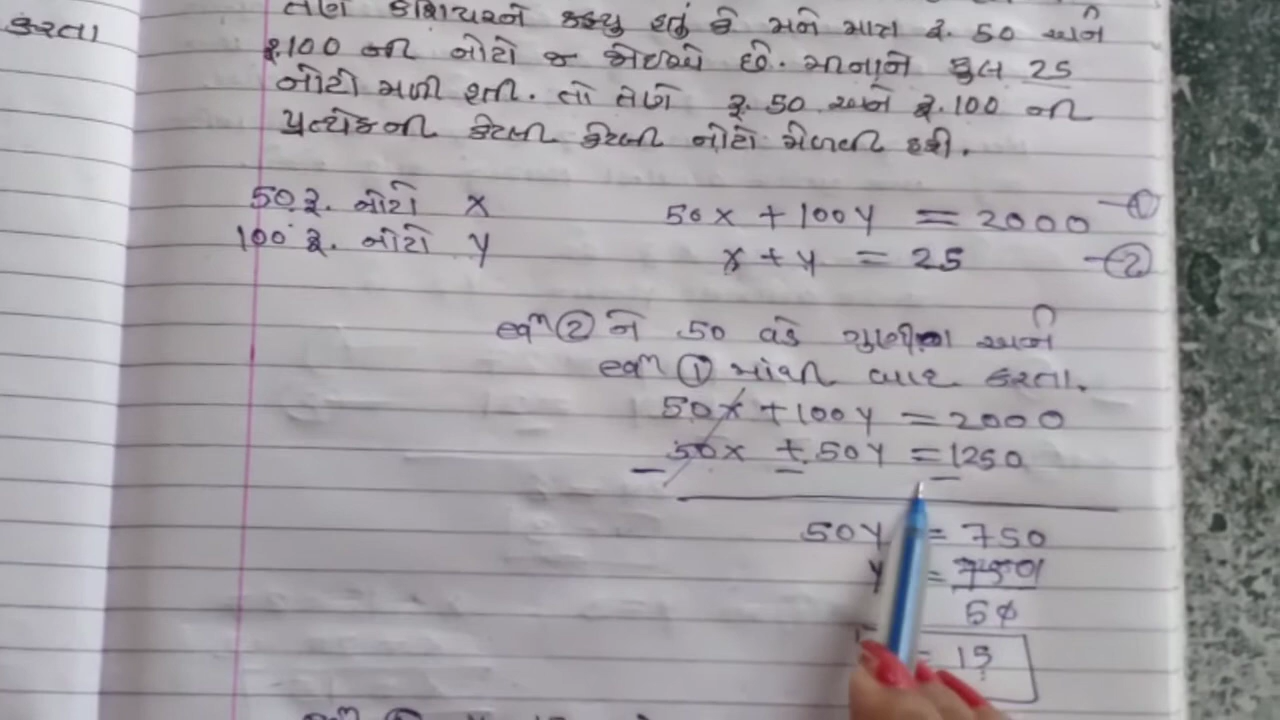 કરતા
તેણે કેશિયરને કહ્યુ હતું કે મને માત્ર રૂ. 50 અને
રૂ.100 ની નોટો જ જોઈએ છે. મીનાને કુલ 25
નોટો મળી હતી. તો તેણે રૂ. 50 અને રૂ.100 ની
પ્રત્યેકની કેટલી કેટલી નોટો મેળવી હશે.
50 રૂ. નોટો x
100 રૂ. નોટો y
50x + 100y = 2000 —①
x + y = 25 —②
eqⁿ ② ને 50 વડે ગુણીને અને
eqⁿ ① માંથી બાદ કરતા.
50x + 100y = 2000
50x + 50y = 1250
50y = 750
y = 750
50
= 15